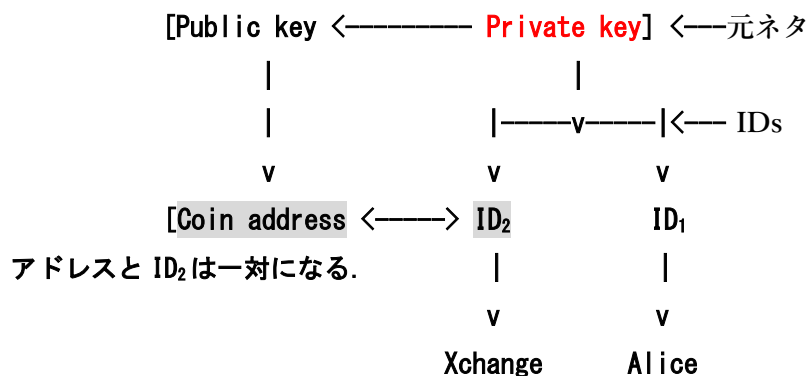 [Public key <--------- Private key] <---元ネタ
| |
| |-----v-----|<--- IDs
v v v
[Coin address <-----> ID₂ ID₁
アドレスと ID₂は一対になる. | |
v v
Xchange Alice